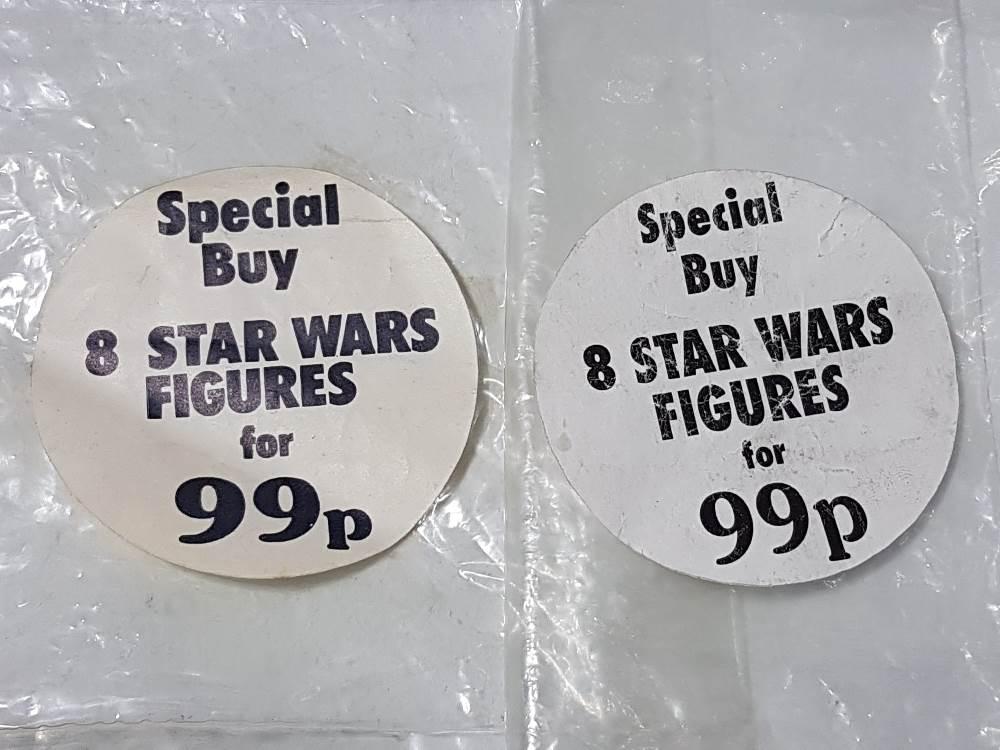 Special
Buy
8 STAR WARS
FIGURES
for
99p
Special
Buy
8 STAR WARS
FIGURES
for
99p